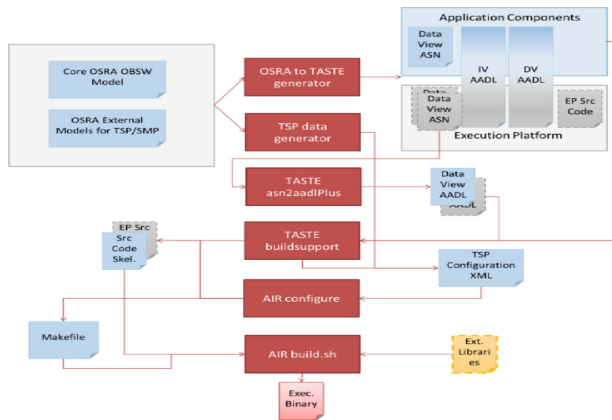 Application Components
Data
View
ASN
IV
AADL
DV
AADL
Core OSRA OBSW
Model
OSRA External
Models for TSP/SMP
OSRA to TASTE
generator
TSP data
generator
Data
View
ASN
EP Src
Code
Execution Platform
TASTE
asn2aadlPlus
Data
View
AADL
AADL
EP Src
Src
Code
Skel.
TASTE
buildsupport
TSP
Configuration
XML
AIR configure
Makefile
AIR build.sh
Ext.
Librari
es
Exec.
Binary